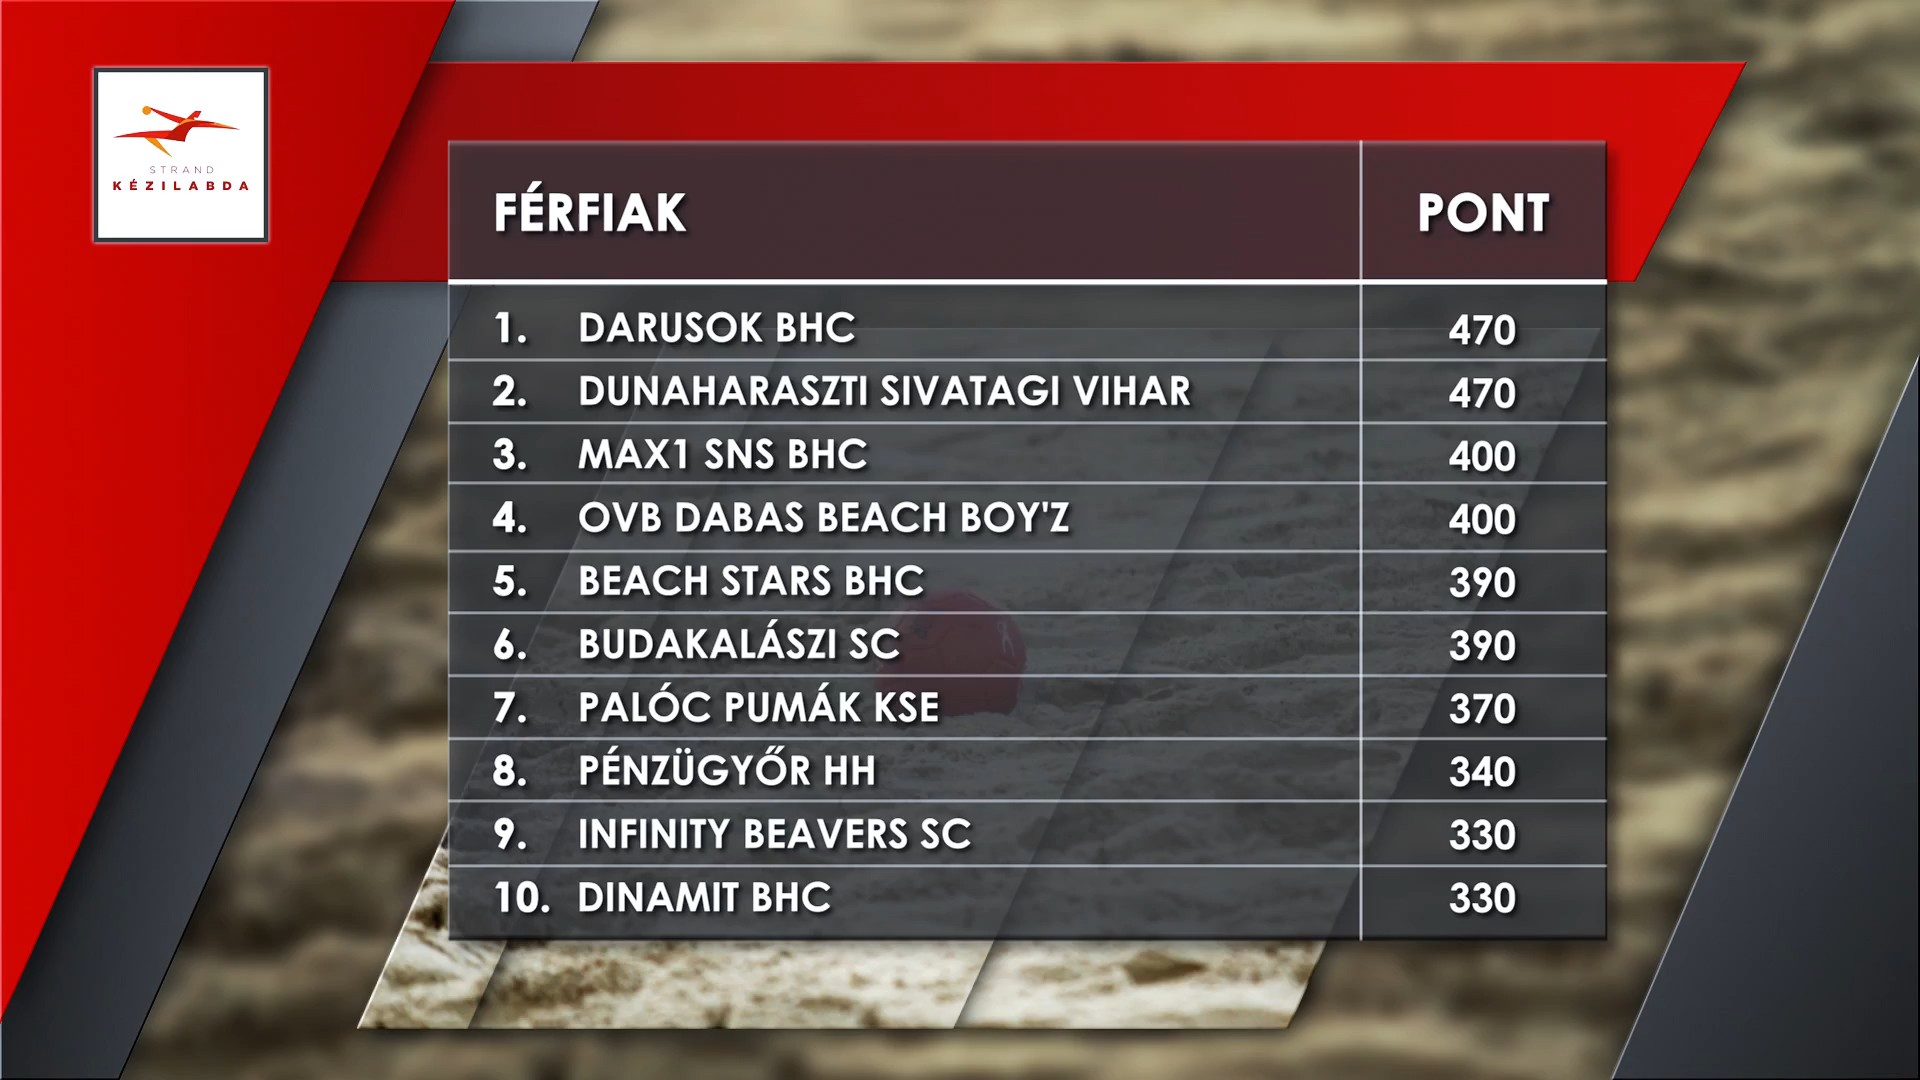 STRAND
KÉZILABDA
FÉRFIAK PONT
1. DARUSOK BHC 470
2. DUNAHARASZTI SIVATAGI VIHAR 470
3. MAX1 SNS BHC 400
4. OVB DABAS BEACH BOY'Z 400
5. BEACH STARS BHC 390
6. BUDAKALÁSZI SC 390
7. PALÓC PUMÁK KSE 370
8. PÉNZÜGYŐR HH 340
9. INFINITY BEAVERS SC 330
10. DINAMIT BHC 330